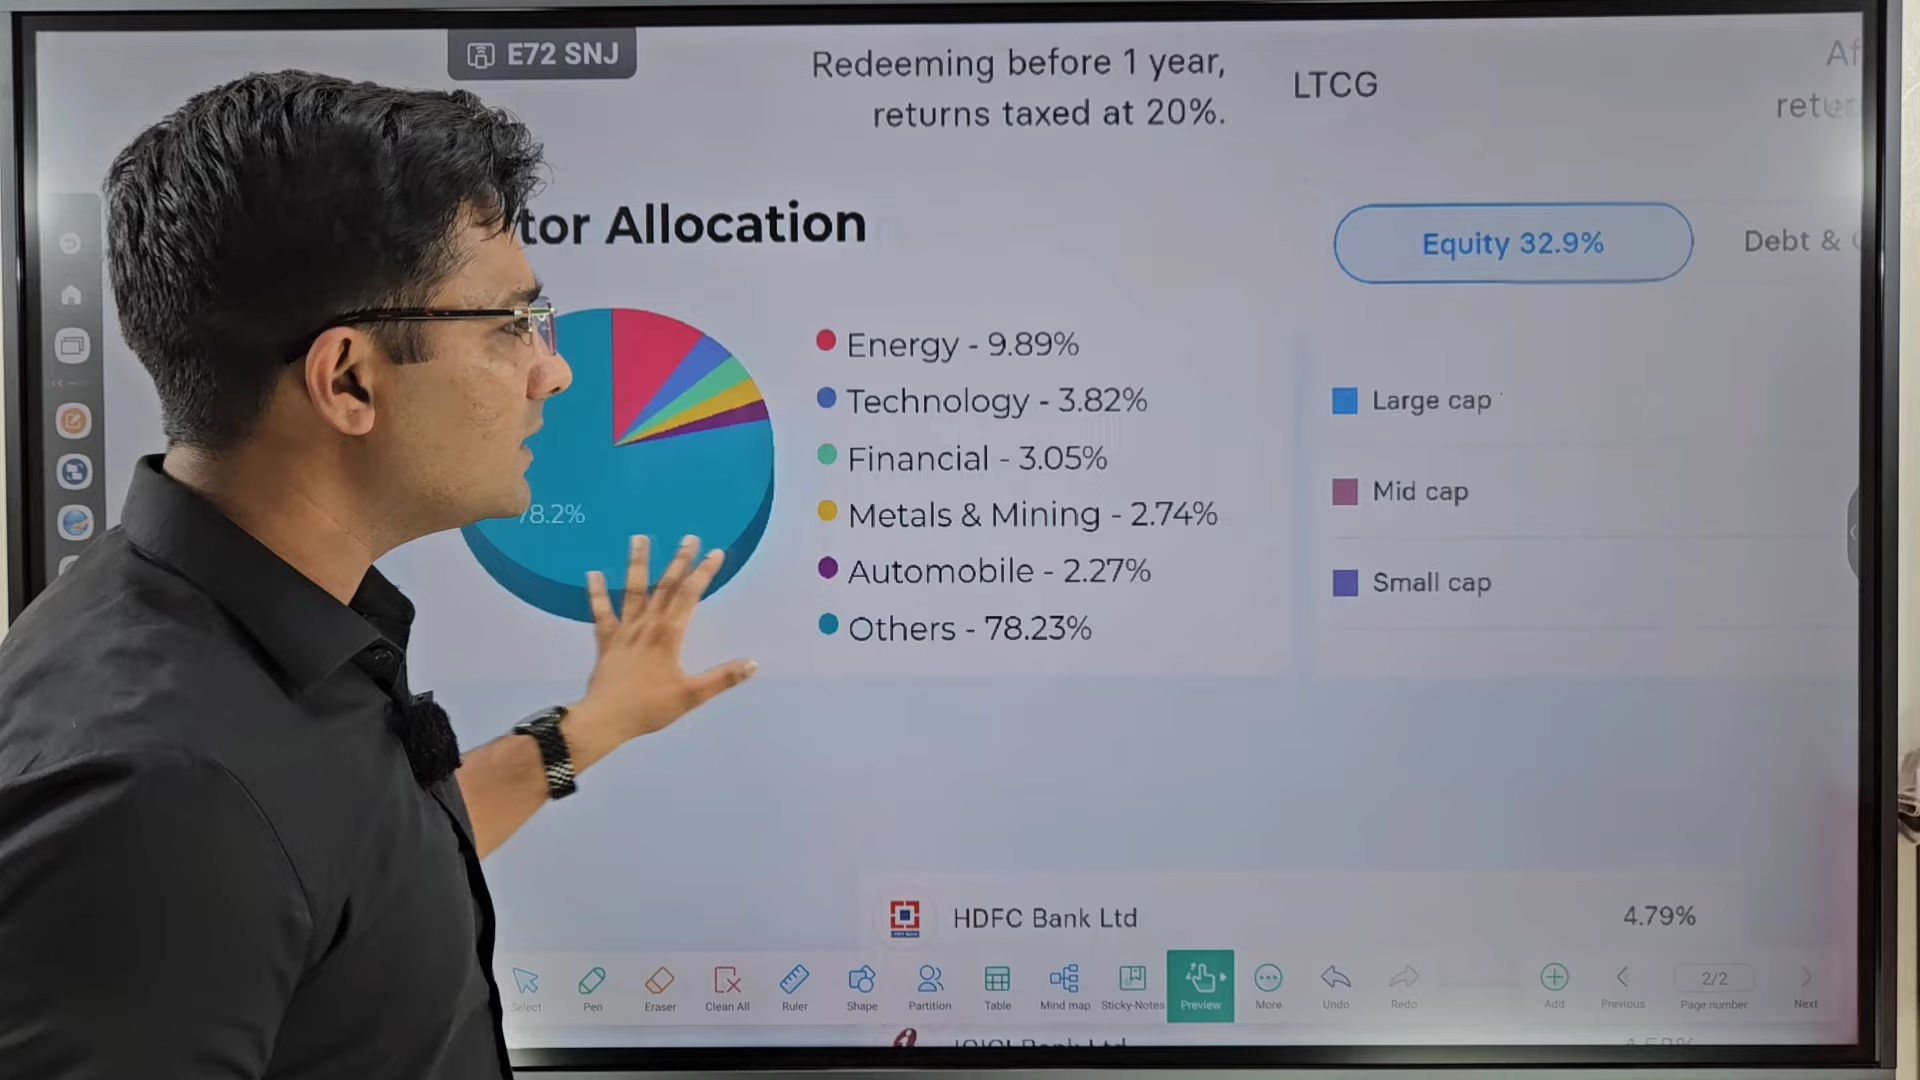 E72 SNJ
Redeeming before 1 year,
returns taxed at 20%.
LTCG
tor Allocation
Equity 32.9%
Debt &
78.2%
Energy - 9.89%
Technology - 3.82%
Financial - 3.05%
Metals & Mining - 2.74%
Automobile - 2.27%
Others - 78.23%
Large cap
Mid cap
Small cap
HDFC Bank Ltd
4.79%
Select
Pen
Eraser
Clean All
Ruler
Shape
Partition
Table
Mind map
Sticky-Notes
Preview
More
Undo
Redo
Add
Previous
2/2
Page number
Next